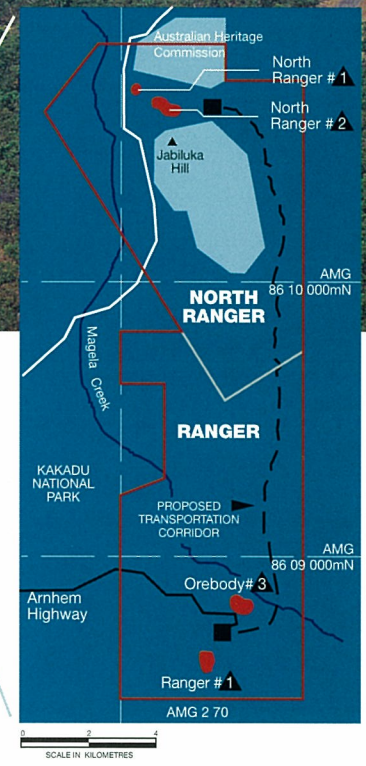 Australian Heritage
Commission
North
Ranger # 1
North
Ranger # 2
Jabiluka
Hill
AMG
86 10 000mN
NORTH
RANGER
Magela Creek
RANGER
KAKADU
NATIONAL
PARK
PROPOSED
TRANSPORTATION
CORRIDOR
AMG
86 09 000mN
Orebody# 3
Arnhem
Highway
Ranger # 1
AMG 2 70
0 2 4
SCALE IN KILOMETRES